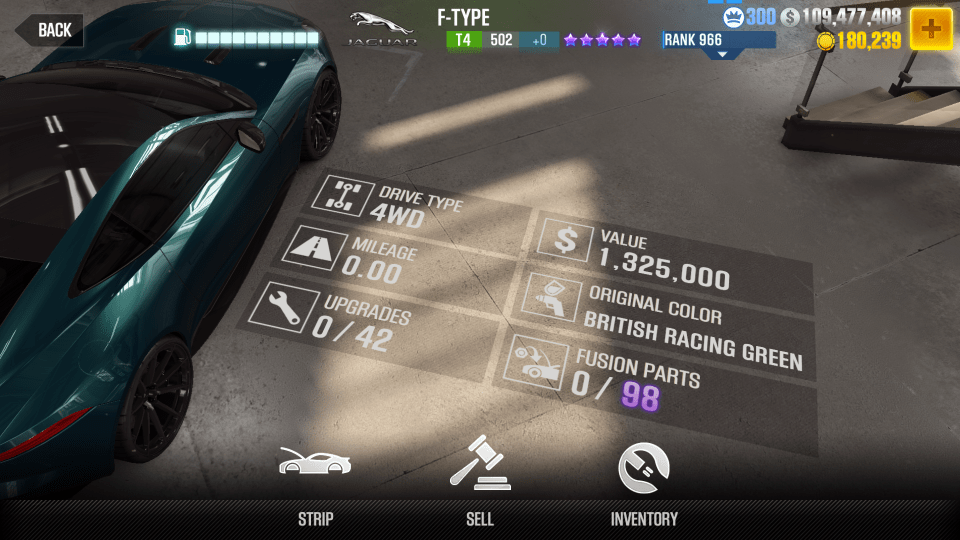 BACK
JAGUAR
F-TYPE
T4 502 +0
RANK 966
300 $ 109,477,408
180,239
DRIVE TYPE
4WD
MILEAGE
0.00
UPGRADES
0/42
$ VALUE
1,325,000
ORIGINAL COLOR
BRITISH RACING GREEN
FUSION PARTS
0/98
STRIP
SELL
INVENTORY